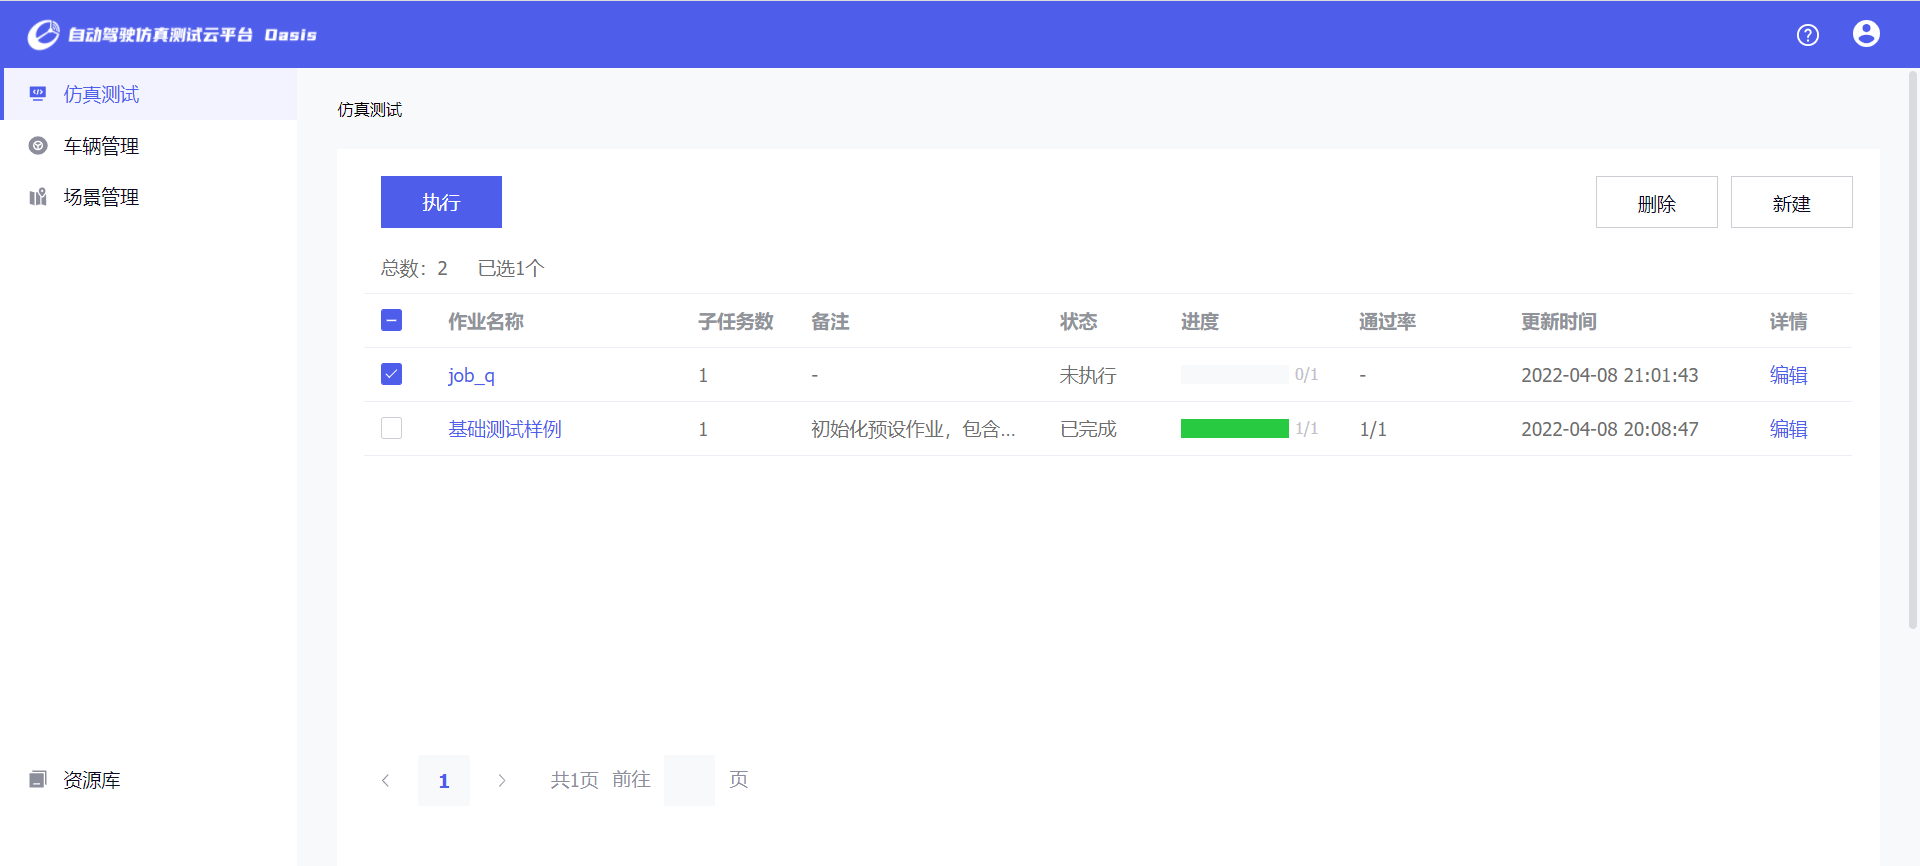 自动驾驶仿真测试云平台 Oasis
仿真测试
车辆管理
场景管理
资源库
仿真测试
执行
删除 新建
总数：2 已选1个
作业名称 子任务数 备注 状态 进度 通过率 更新时间 详情
job_q 1 - 未执行 0/1 - 2022-04-08 21:01:43 编辑
基础测试样例 1 初始化预设作业，包含... 已完成 1/1 1/1 2022-04-08 20:08:47 编辑
1 共1页 前往 页